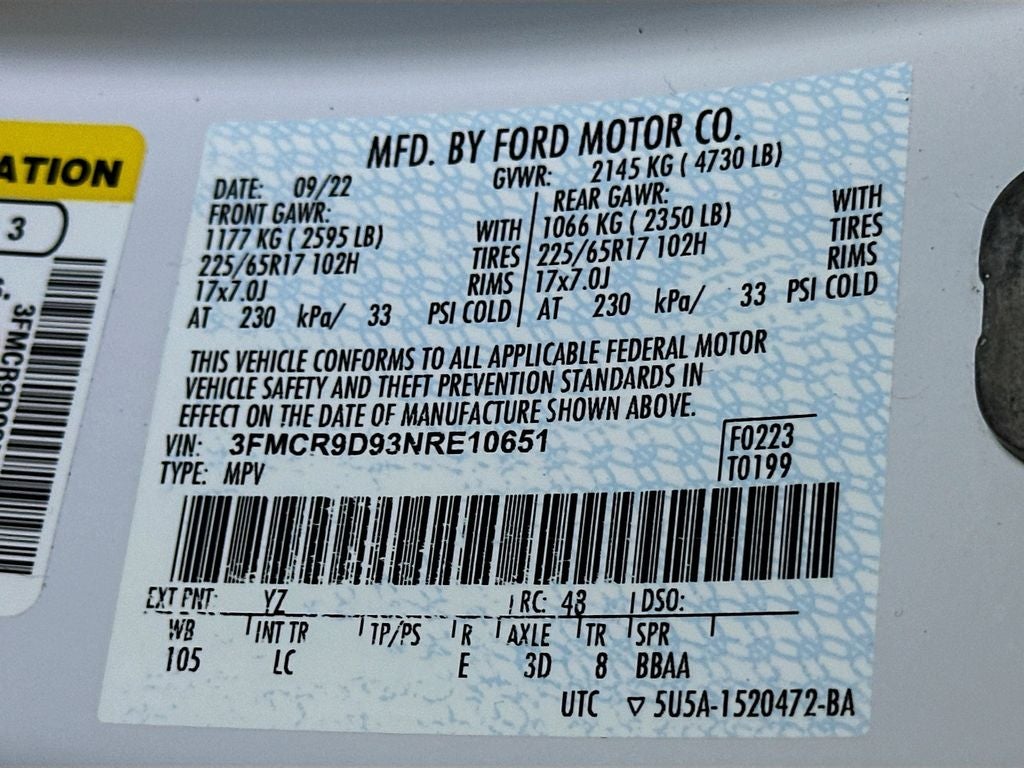 ATION
3
3FMCR9D9
MFD. BY FORD MOTOR CO.
DATE: 09/22 GVWR: 2145 KG ( 4730 LB)
FRONT GAWR: REAR GAWR:
1177 KG ( 2595 LB) WITH 1066 KG ( 2350 LB) WITH
225/65R17 102H TIRES 225/65R17 102H TIRES
17x7.0J RIMS 17x7.0J RIMS
AT 230 kPa/ 33 PSI COLD AT 230 kPa/ 33 PSI COLD
THIS VEHICLE CONFORMS TO ALL APPLICABLE FEDERAL MOTOR
VEHICLE SAFETY AND THEFT PREVENTION STANDARDS IN
EFFECT ON THE DATE OF MANUFACTURE SHOWN ABOVE.
VIN: 3FMCR9D93NRE10651 F0223
TYPE: MPV T0199
EXT PNT: YZ RC: 48 DSO:
WB INT TR TP/PS R AXLE TR SPR
105 LC E 3D 8 BBAA
UTC ▽ 5U5A-1520472-BA